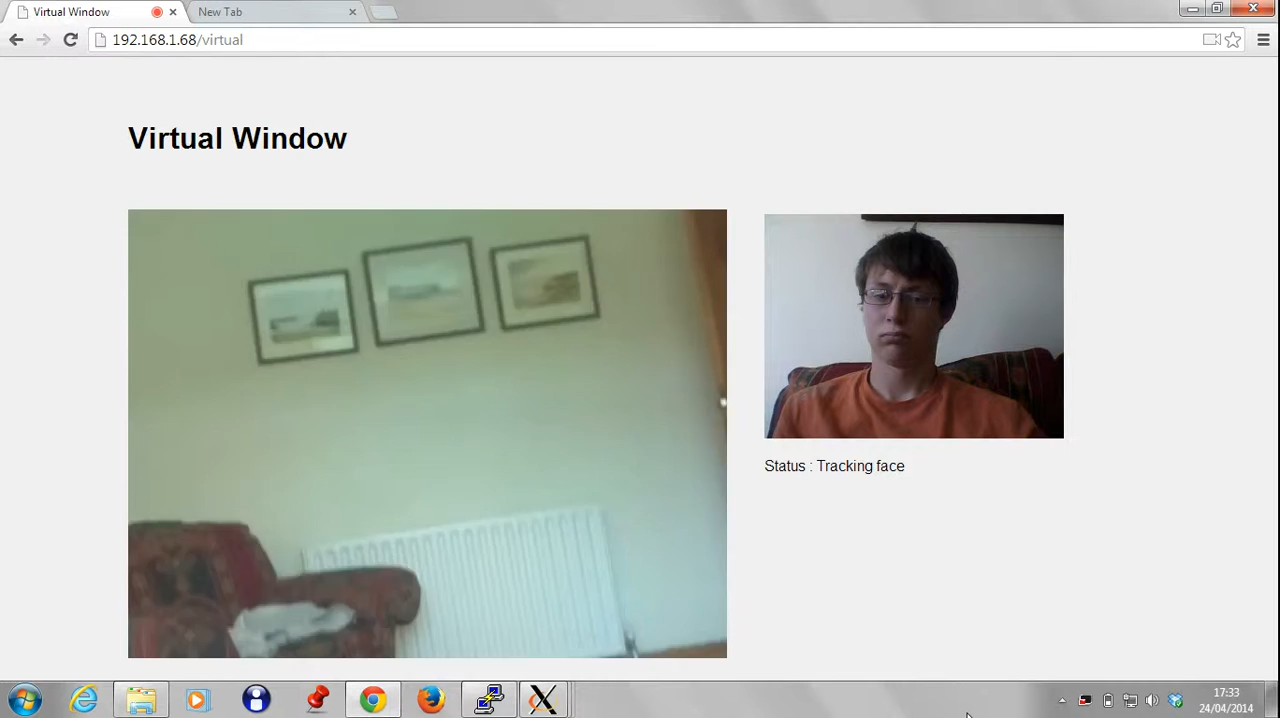 Virtual Window
New Tab
192.168.1.68/virtual
Virtual Window
Status : Tracking face
17:33
24/04/2014